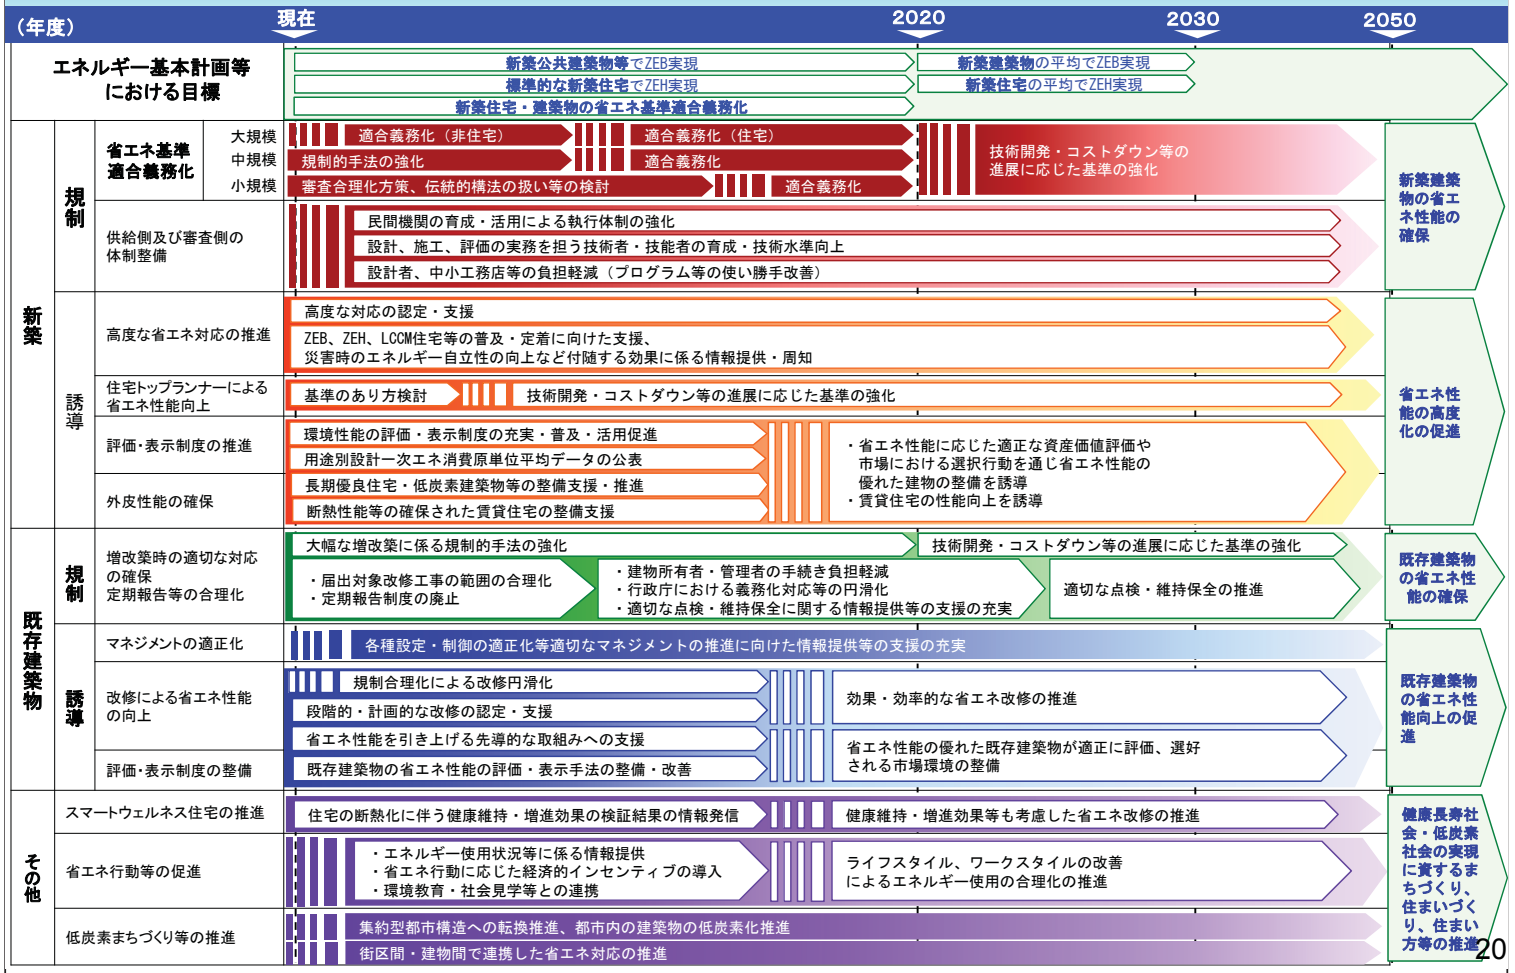 （年度）
現在
2020
2030
2050
エネルギー基本計画等
における目標
新築公共建築物等でZEB実現
新築建築物の平均でZEB実現
標準的な新築住宅でZEH実現
新築住宅の平均でZEH実現
新築住宅・建築物の省エネ基準適合義務化
新築
規制
省エネ基準
適合義務化
大規模
適合義務化（非住宅）
適合義務化（住宅）
中規模
規制的手法の強化
適合義務化
小規模
審査合理化方策、伝統的構法の扱い等の検討
適合義務化
技術開発・コストダウン等の
進展に応じた基準の強化
供給側及び審査側の
体制整備
民間機関の育成・活用による執行体制の強化
設計、施工、評価の実務を担う技術者・技能者の育成・技術水準向上
設計者、中小工務店等の負担軽減（プログラム等の使い勝手改善）
新築建築
物の省エ
ネ性能の
確保
誘導
高度な省エネ対応の推進
高度な対応の認定・支援
ZEB、ZEH、LCCM住宅等の普及・定着に向けた支援、
災害時のエネルギー自立性の向上など付随する効果に係る情報提供・周知
住宅トップランナーによる
省エネ性能向上
基準のあり方検討
技術開発・コストダウン等の進展に応じた基準の強化
評価・表示制度の推進
環境性能の評価・表示制度の充実・普及・活用促進
用途別設計一次エネ消費原単位平均データの公表
外皮性能の確保
長期優良住宅・低炭素建築物等の整備支援・推進
断熱性能等の確保された賃貸住宅の整備支援
・省エネ性能に応じた適正な資産価値評価や
市場における選択行動を通じ省エネ性能の
優れた建物の整備を誘導
・賃貸住宅の性能向上を誘導
省エネ性
能の高度
化の促進
既存建築物
規制
増改築時の適切な対応
の確保
定期報告等の合理化
大幅な増改築に係る規制的手法の強化
技術開発・コストダウン等の進展に応じた基準の強化
・届出対象改修工事の範囲の合理化
・定期報告制度の廃止
・建物所有者・管理者の手続き負担軽減
・行政庁における義務化対応等の円滑化
・適切な点検・維持保全に関する情報提供等の支援の充実
適切な点検・維持保全の推進
既存建築物
の省エネ性
能の確保
誘導
マネジメントの適正化
各種設定・制御の適正化等適切なマネジメントの推進に向けた情報提供等の支援の充実
改修による省エネ性能
の向上
規制合理化による改修円滑化
段階的・計画的な改修の認定・支援
効果・効率的な省エネ改修の推進
省エネ性能を引き上げる先導的な取組みへの支援
評価・表示制度の整備
既存建築物の省エネ性能の評価・表示手法の整備・改善
省エネ性能の優れた既存建築物が適正に評価、選好
される市場環境の整備
既存建築物
の省エネ性
能向上の促
進
その他
スマートウェルネス住宅の推進
住宅の断熱化に伴う健康維持・増進効果の検証結果の情報発信
健康維持・増進効果等も考慮した省エネ改修の推進
省エネ行動等の促進
・エネルギー使用状況等に係る情報提供
・省エネ行動に応じた経済的インセンティブの導入
・環境教育・社会見学等との連携
ライフスタイル、ワークスタイルの改善
によるエネルギー使用の合理化の推進
低炭素まちづくり等の推進
集約型都市構造への転換推進、都市内の建築物の低炭素化推進
街区間・建物間で連携した省エネ対応の推進
健康長寿社
会・低炭素
社会の実現
に資するま
ちづくり、
住まいづく
り、住まい
方等の推進
20